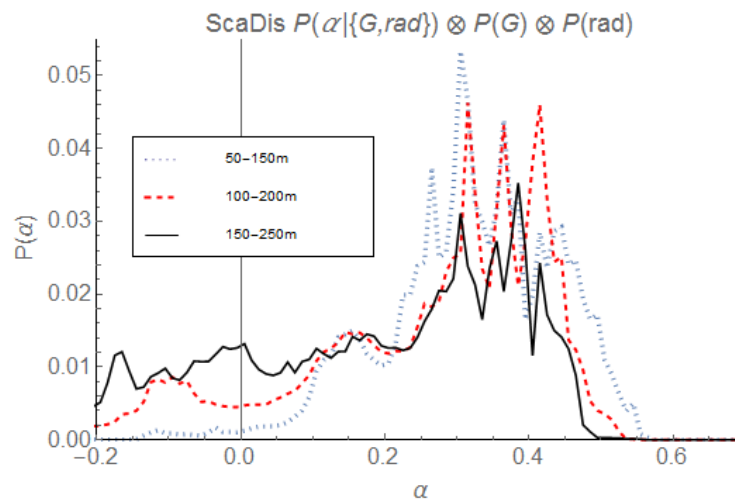 ScaDis P(α|{G,rad}) ⊗ P(G) ⊗ P(rad)
0.05
0.04
0.03
0.02
0.01
0.00
P(α)
50-150m
100-200m
150-250m
-0.2
0.0
0.2
0.4
0.6
α